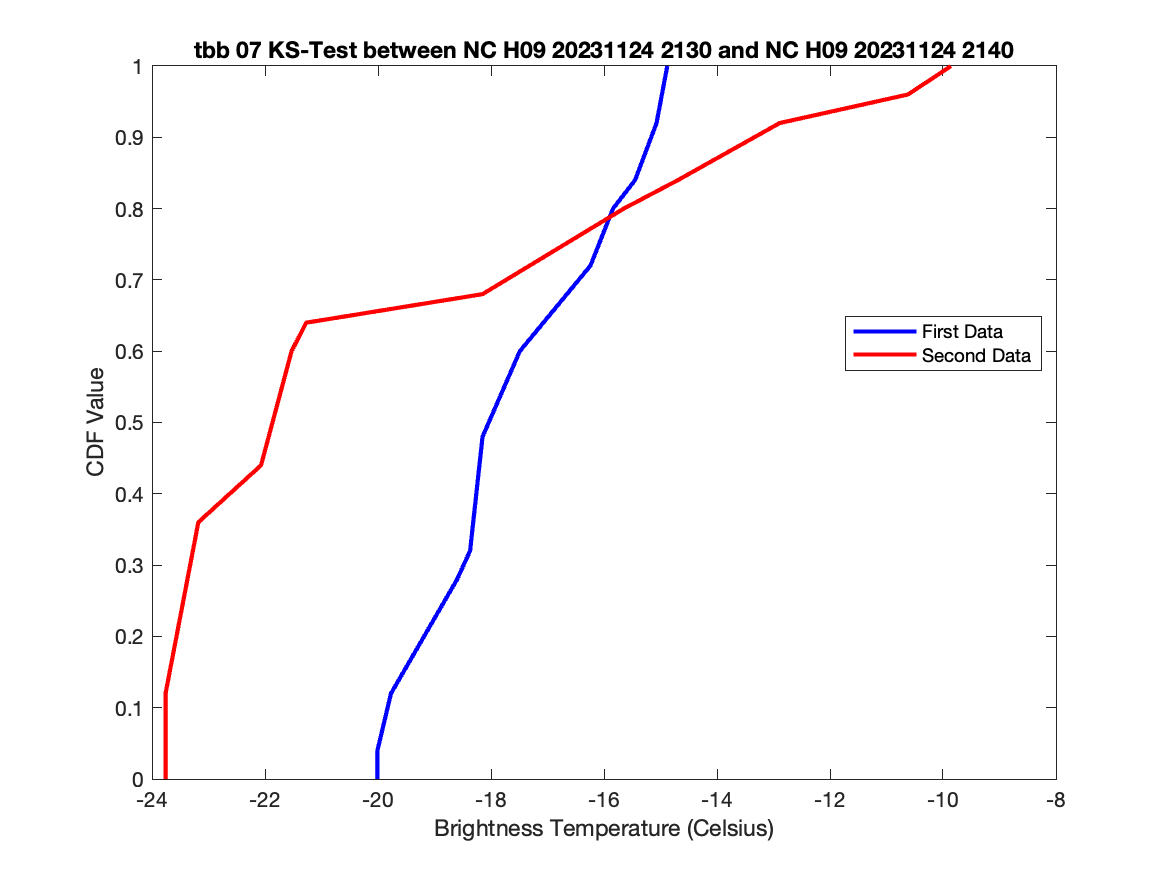 tbb 07 KS-Test between NC H09 20231124 2130 and NC H09 20231124 2140
1
0.9
0.8
0.7
0.6
0.5
0.4
0.3
0.2
0.1
0
CDF Value
First Data
Second Data
-24 -22 -20 -18 -16 -14 -12 -10 -8
Brightness Temperature (Celsius)